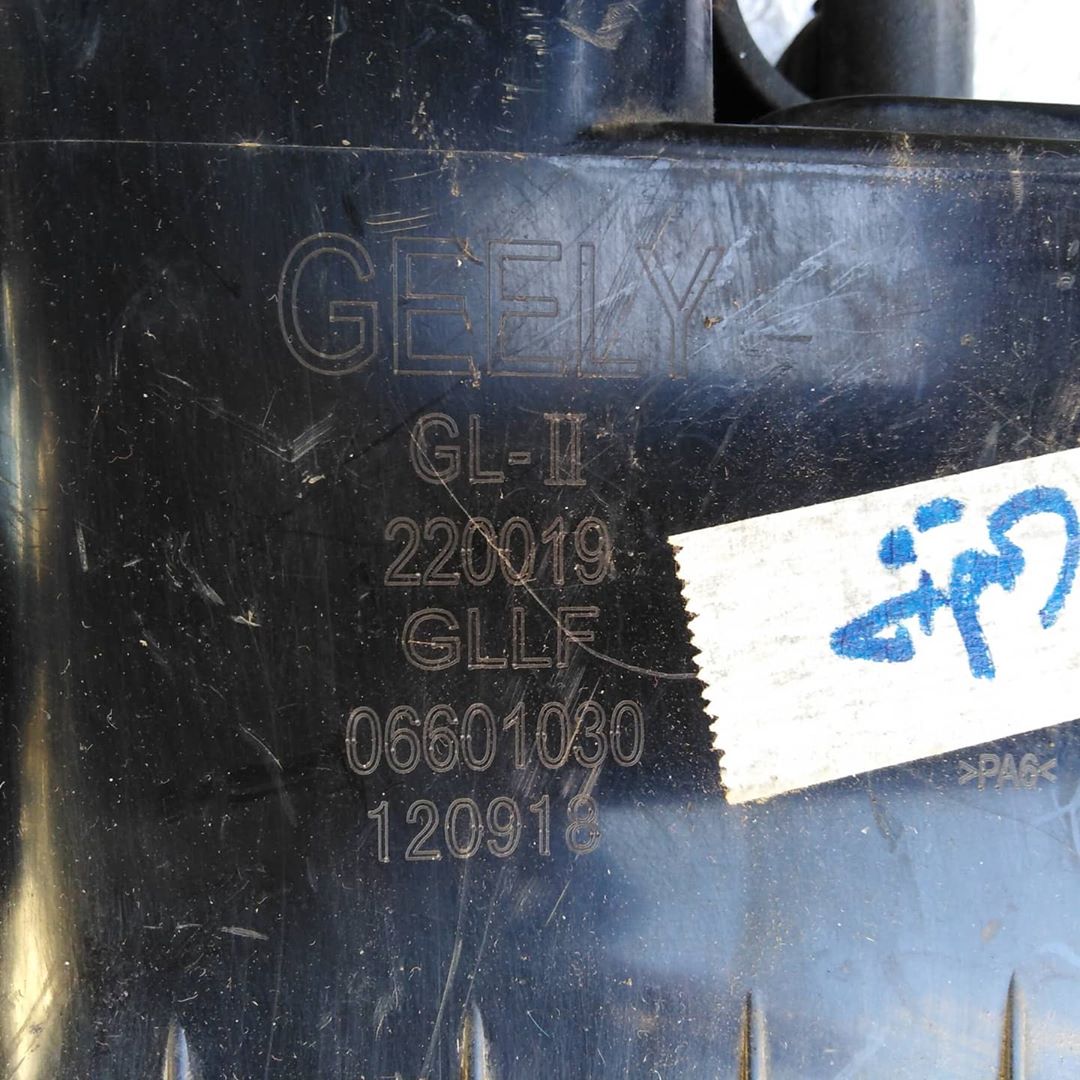 GEELY
GL-II
220019
GLLF
06601030
120918
>PA6<